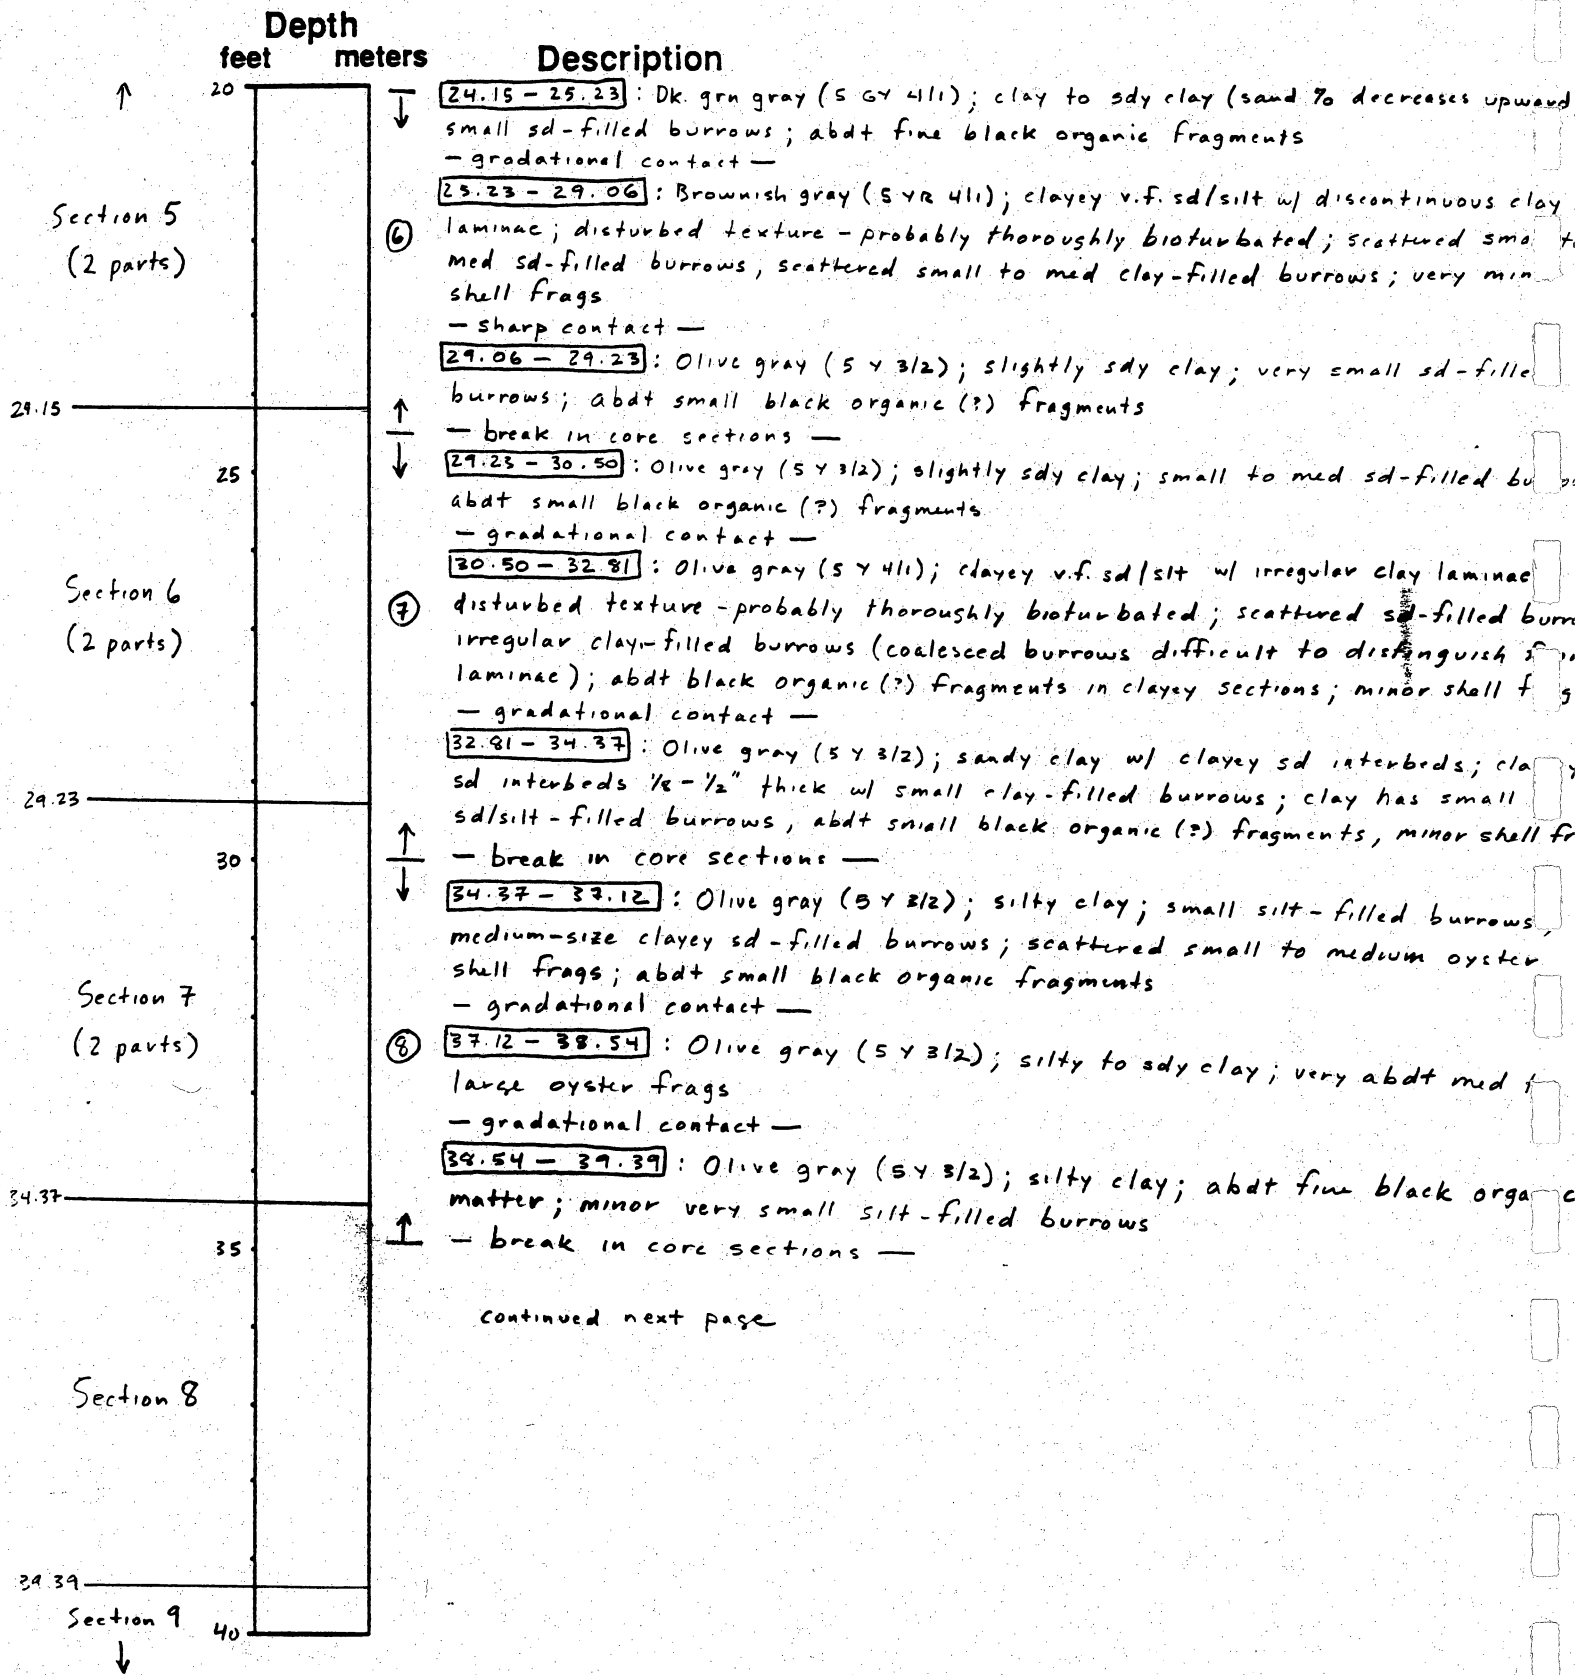 Depth
feet meters Description
20
24.15 - 25.23 : Dk. grn gray (5 GY 4/1); clay to sdy clay (sand % decreases upward
small sd-filled burrows; abdt fine black organic fragments
— gradational contact —
25.23 - 29.06 : Brownish gray (5 YR 4/1); clayey v.f. sd/silt w/ discontinuous clay
Section 5
(2 parts)
6 laminae; disturbed texture - probably thoroughly bioturbated; scattered
med sd-filled burrows, scattered small to med clay-filled burrows; very min
shell frags
— sharp contact —
29.06 - 29.23 : Olive gray (5 Y 3/2); slightly sdy clay; very small sd-fille
29.15
burrows; abdt small black organic (?) fragments
— break in core sections —
25
29.23 - 30.50 : Olive gray (5 Y 3/2); slightly sdy clay; small to med sd-filled
abdt small black organic (?) fragments
— gradational contact —
30.50 - 32.81 : Olive gray (5 Y 4/1); clayey v.f. sd/slt w/ irregular clay laminae
Section 6
(2 parts)
7 disturbed texture - probably thoroughly bioturbated; scattered sd-filled burr
irregular clay-filled burrows (coalesced burrows difficult to distinguish
laminae); abdt black organic (?) fragments in clayey sections; minor shell
— gradational contact —
32.81 - 34.37 : Olive gray (5 Y 3/2); sandy clay w/ clayey sd interbeds;
sd interbeds 1/8 - 1/2" thick w/ small clay-filled burrows; clay has small
29.23
sd/silt-filled burrows, abdt small black organic (?) fragments, minor shell fr
— break in core sections —
30
34.37 - 37.12 : Olive gray (5 Y 3/2); silty clay; small silt-filled burrows,
medium-size clayey sd-filled burrows; scattered small to medium oyster
shell frags; abdt small black organic fragments
— gradational contact —
Section 7
(2 parts)
8 37.12 - 38.54 : Olive gray (5 Y 3/2); silty to sdy clay; very abdt med
large oyster frags
— gradational contact —
38.54 - 39.39 : Olive gray (5 Y 3/2); silty clay; abdt fine black
34.37
matter; minor very small silt-filled burrows
35
— break in core sections —
continued next page
Section 8
39.39
Section 9
40